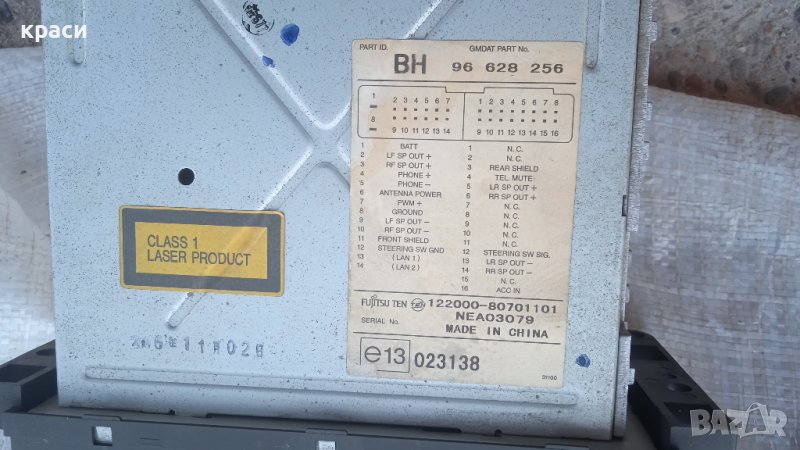 краси
PART ID. GMDAT PART No.
BH 96 628 256
1 2 3 4 5 6 7 1 2 3 4 5 6 7 8
8 9 10 11 12 13 14 9 10 11 12 13 14 15 16
1 BATT
2 LF SP OUT +
3 RF SP OUT +
4 PHONE +
5 PHONE −
6 ANTENNA POWER
7 PWM +
8 GROUND
9 LF SP OUT −
10 RF SP OUT −
11 FRONT SHIELD
12 STEERING SW GND
13 ( LAN 1 )
14 ( LAN 2 )
1 N. C.
2 N. C.
3 REAR SHIELD
4 TEL MUTE
5 LR SP OUT +
6 RR SP OUT +
7 N. C.
8 N. C.
9 N. C.
10 N. C.
11 N. C.
12 STEERING SW SIG.
13 LR SP OUT −
14 RR SP OUT −
15 N. C.
16 ACC IN
CLASS 1
LASER PRODUCT
FUJITSU TEN 122000-80701101
SERIAL No. NEA03079
MADE IN CHINA
e13 023138
31100
BAZAR